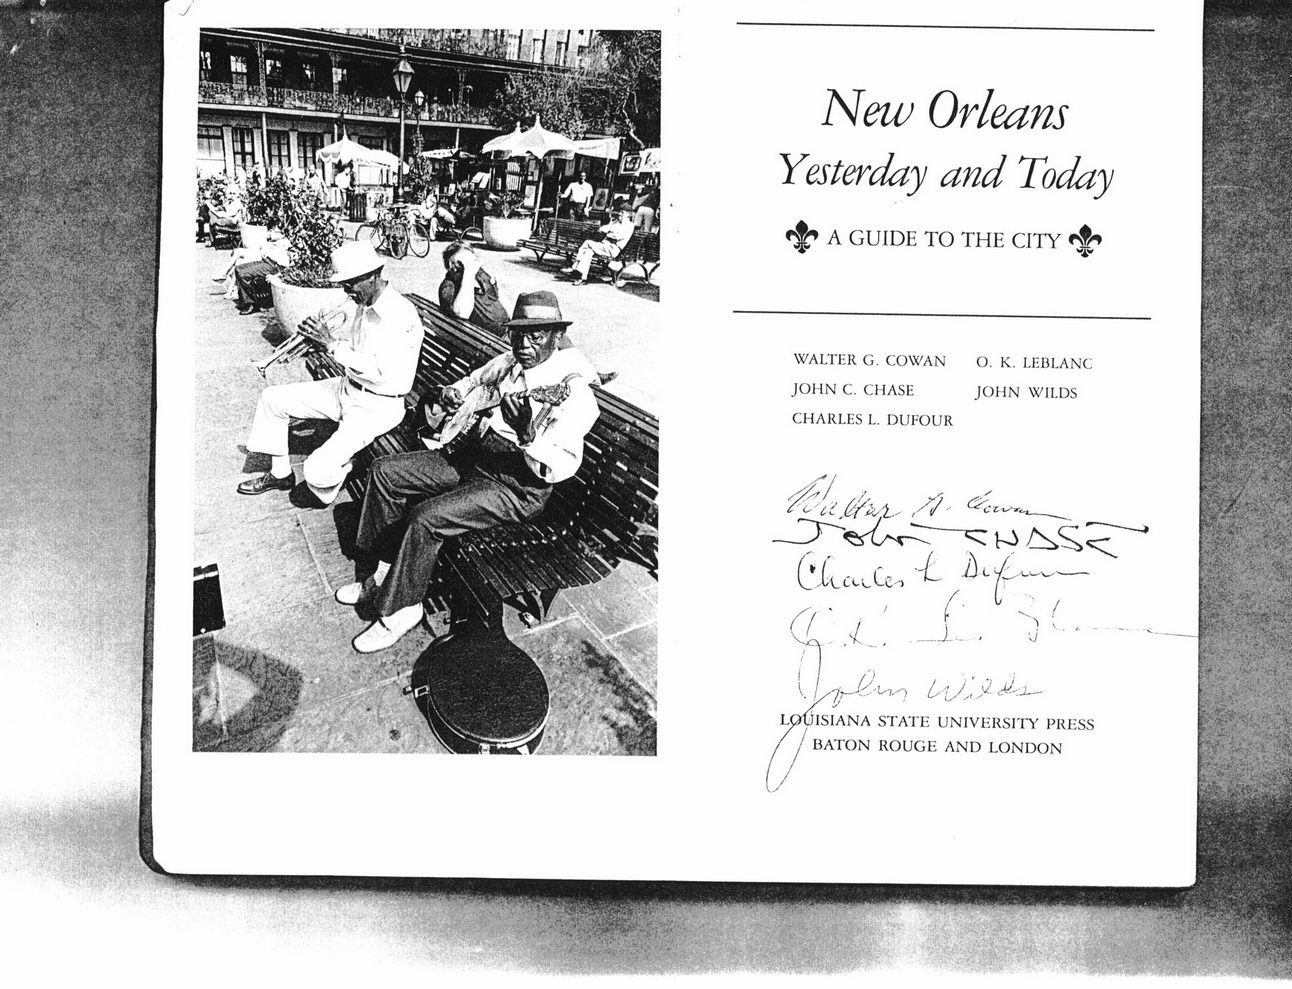 New Orleans
Yesterday and Today
A GUIDE TO THE CITY
WALTER G. COWAN O. K. LEBLANC
JOHN C. CHASE JOHN WILDS
CHARLES L. DUFOUR
Walter G. Cowan
JOHN CHASE
Charles L Dufour
John Wilds
LOUISIANA STATE UNIVERSITY PRESS
BATON ROUGE AND LONDON